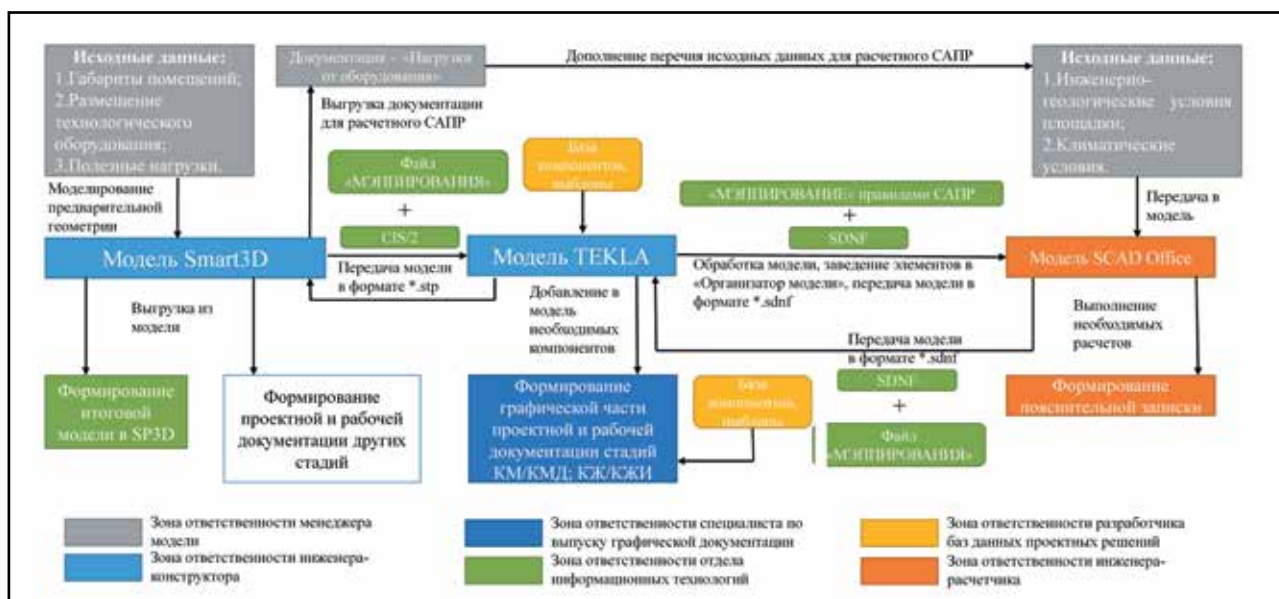 Исходные данные:
1.Габариты помещений;
2.Размещение
технологического
оборудования;
3.Полезные нагрузки.
Документация - «Нагрузки
от оборудования»
Дополнение перечия исходных данных для расчетного САПР
Исходные данные:
1.Инженерно-
геологические условия
площадки;
2.Климатические
условия.
Выгрузка документации
для расчетного САПР
Моделирование
предварительной
геометрии
Файл
«МЭППИРОВАНИЯ»
+
CIS/2
База
компонентов,
шаблоны
«МЭППИРОВАНИЕ» правилами САПР
+
SDNF
Передача в
модель
Модель Smart3D
Передача модели
в формате *.stp
Модель TEKLA
Обработка модели, заведение элементов в
«Организатор модели», передача модели в
формате *.sdnf
Модель SCAD Office
Выгрузка из
модели
Добавление в
модель
необходимых
компонентов
Передача модели
в формате *.sdnf
Выполнение
необходимых
расчетов
Формирование
итоговой
модели в SP3D
Формирование
проектной и рабочей
документации других
стадий
Формирование
графической части
проектной и рабочей
документации стадий
КМ/КМД; КЖ/КЖИ
База
компонентов,
шаблоны
SDNF
+
Файл
«МЭППИРОВАНИЯ»
Формирование
пояснительной записки
Зона ответственности менеджера
модели
Зона ответственности инженера-
конструктора
Зона ответственности специалиста по
выпуску графической документации
Зона ответственности отдела
информационных технологий
Зона ответственности разработчика
баз данных проектных решений
Зона ответственности инженера-
расчетчика